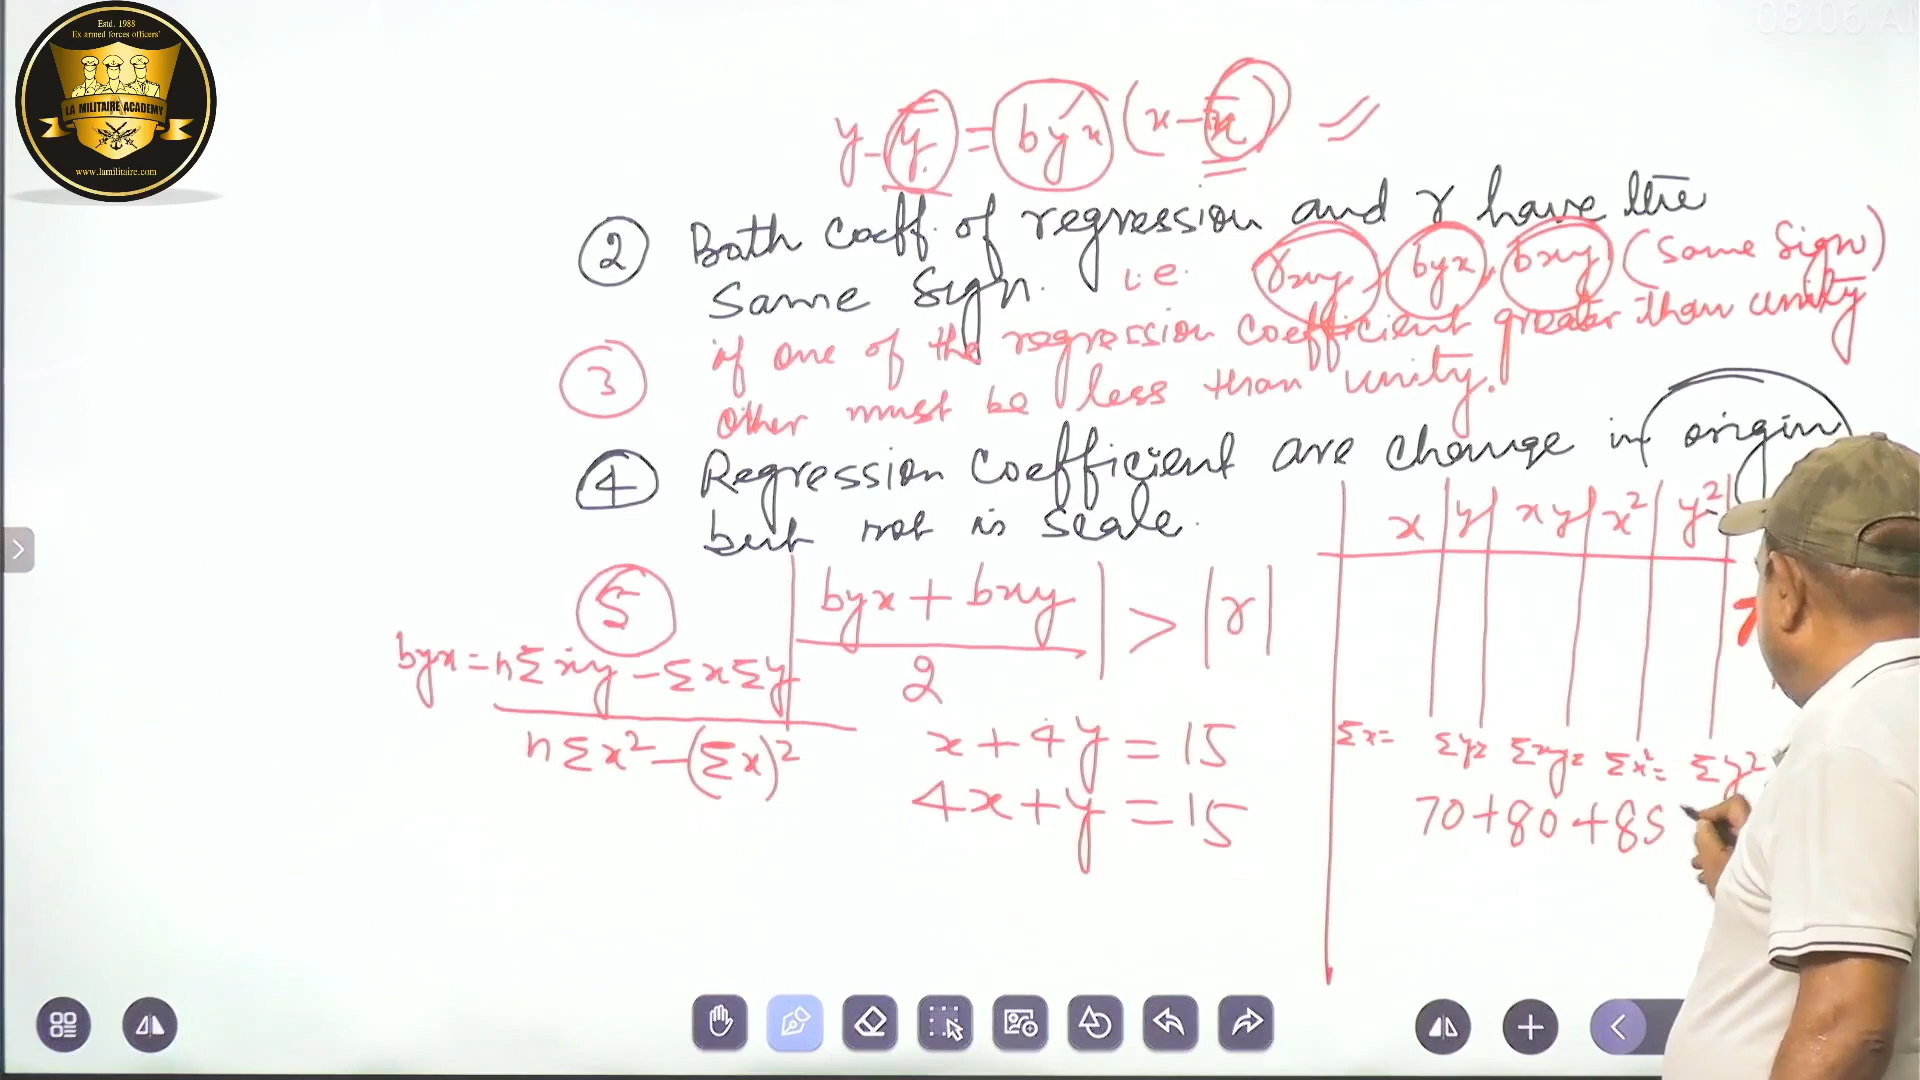 Estd. 1988
Ex armed forces officers'
LA MILITAIRE ACADEMY
www.lamilitaire.com
08:06 A
y - ȳ = byx (x - x̄)
② Both coeff. of regression and r have the
same sign. i.e. rxy, byx, bxy (same sign)
③ if one of the regression coefficient greater than unity
other must be less than unity.
④ Regression coefficient are change in origin
but not in scale.
x y xy x² y²
⑤ |byx + bxy / 2| > |r|
byx = nΣxy - ΣxΣy / nΣx² - (Σx)²
Σx= Σy= Σxy= Σx²= Σy²
x + 4y = 15
4x + y = 15
70+80+85